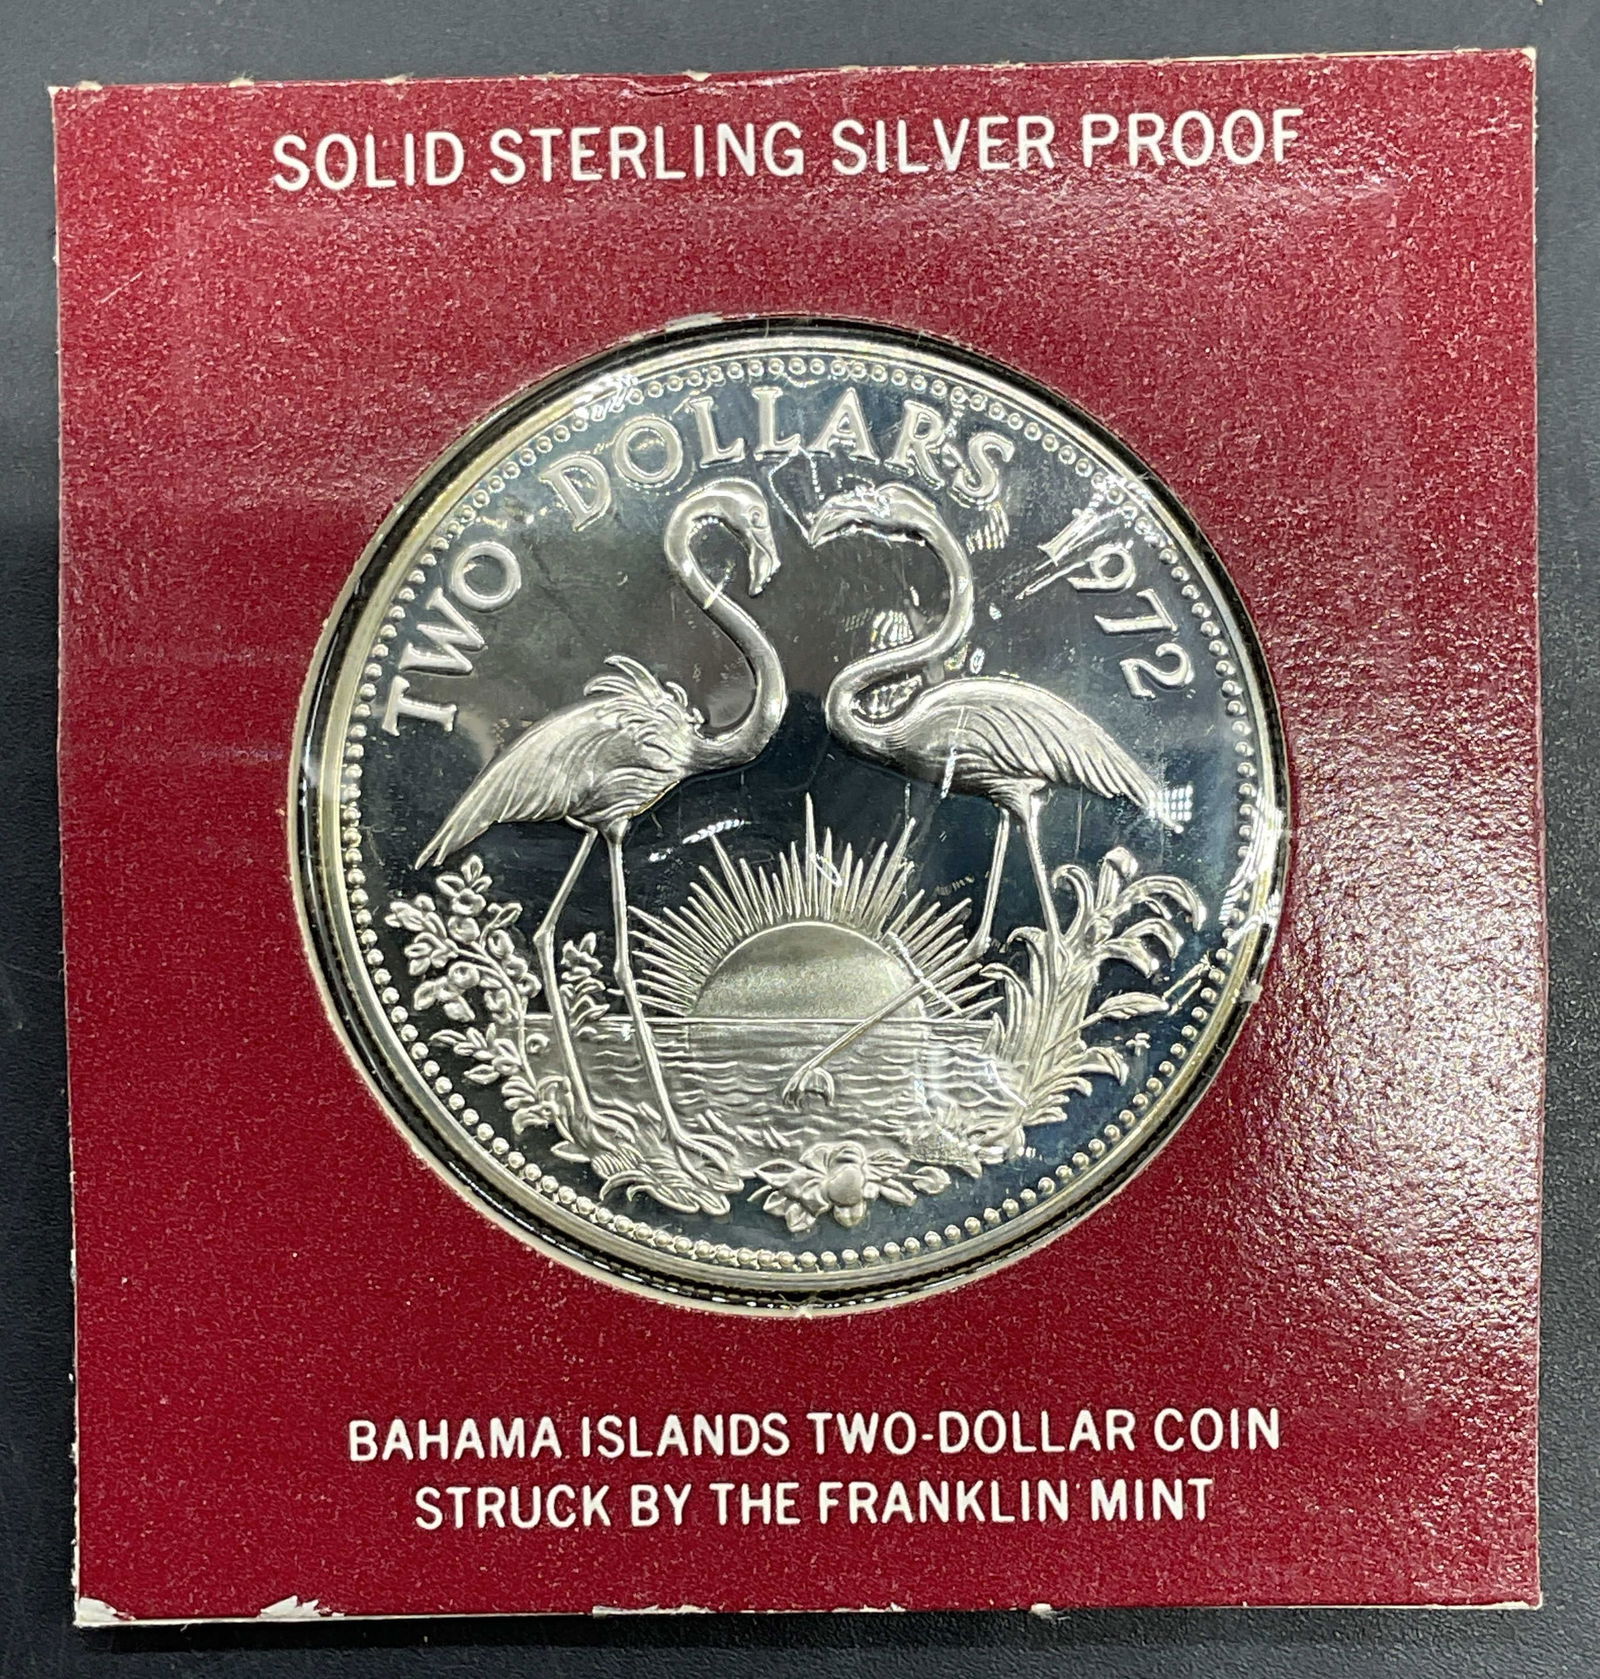 SOLID STERLING SILVER PROOF
TWO DOLLARS 1972
BAHAMA ISLANDS TWO-DOLLAR COIN
STRUCK BY THE FRANKLIN MINT